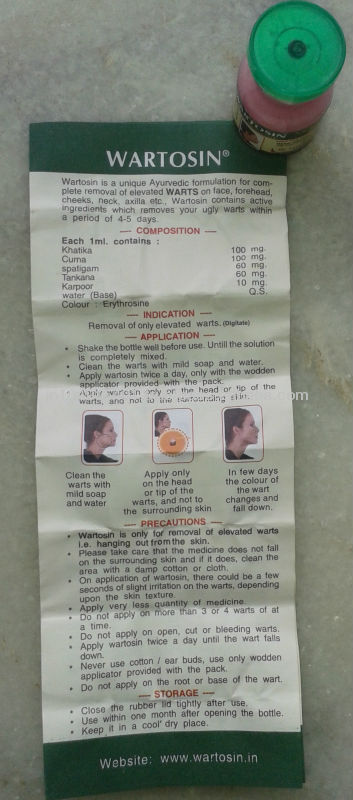 WARTOSIN
WARTOSIN®
Wartosin is a unique Ayurvedic formulation for com-
plete removal of elevated WARTS on face, forehead,
cheeks, neck, axilla etc., Wartosin contains active
ingredients which removes your ugly warts within
a period of 4-5 days.
COMPOSITION
Each 1ml. contains :
Khatika 100 mg.
Curna 100 mg.
spatigam 60 mg.
Tankana 60 mg.
Karpoor 10 mg.
water (Base) Q.S.
Colour : Erythrosine
INDICATION
Removal of only elevated warts. (Digitate)
APPLICATION
• Shake the bottle well before use. Untill the solution
is completely mixed.
• Clean the warts with mild soap and water.
• Apply wartosin twice a day, only with the wooden
applicator provided with the pack.
• Apply wartosin only on the head or tip of the
warts, and not to the surrounding skin.
Clean the
warts with
mild soap
and water
Apply only
on the head
or tip of the
warts, and not to
the surrounding skin
In few days
the colour of
the wart
changes and
fall down.
PRECAUTIONS
• Wartosin is only for removal of elevated warts
i.e. hanging out from the skin.
• Please take care that the medicine does not fall
on the surrounding skin and if it does, clean the
area with a damp cotton or cloth.
• On application of wartosin, there could be a few
seconds of slight irritation on the warts, depending
upon the skin texture.
• Apply very less quantity of medicine.
• Do not apply on more than 3 or 4 warts of at
a time.
• Do not apply on open, cut or bleeding warts.
• Apply wartosin twice a day until the wart falls
down.
• Never use cotton / ear buds, use only wodden
applicator provided with the pack.
• Do not apply on the root or base of the wart.
STORAGE
• Close the rubber lid tightly after use.
• Use within one month after opening the bottle.
• Keep it in a cool dry place.
Website: www.wartosin.in